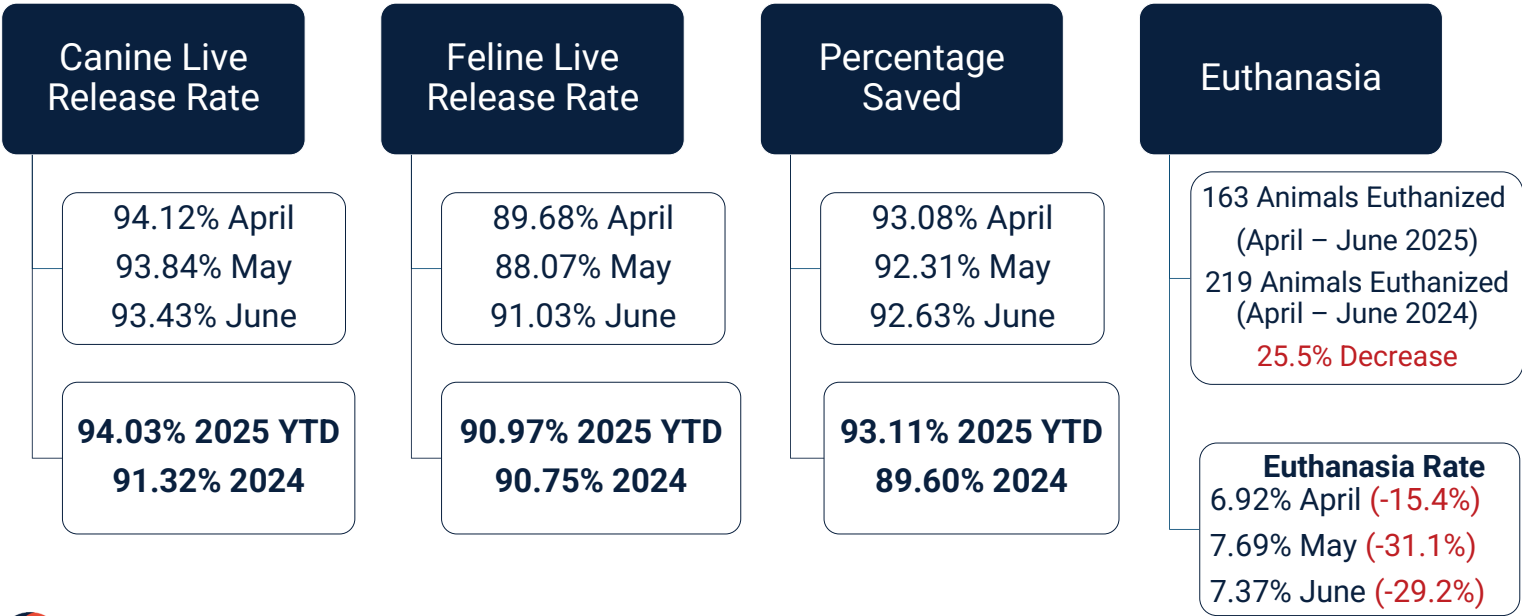 Canine Live
Release Rate
94.12% April
93.84% May
93.43% June
94.03% 2025 YTD
91.32% 2024
Feline Live
Release Rate
89.68% April
88.07% May
91.03% June
90.97% 2025 YTD
90.75% 2024
Percentage
Saved
93.08% April
92.31% May
92.63% June
93.11% 2025 YTD
89.60% 2024
Euthanasia
163 Animals Euthanized
(April – June 2025)
219 Animals Euthanized
(April – June 2024)
25.5% Decrease
Euthanasia Rate
6.92% April (-15.4%)
7.69% May (-31.1%)
7.37% June (-29.2%)